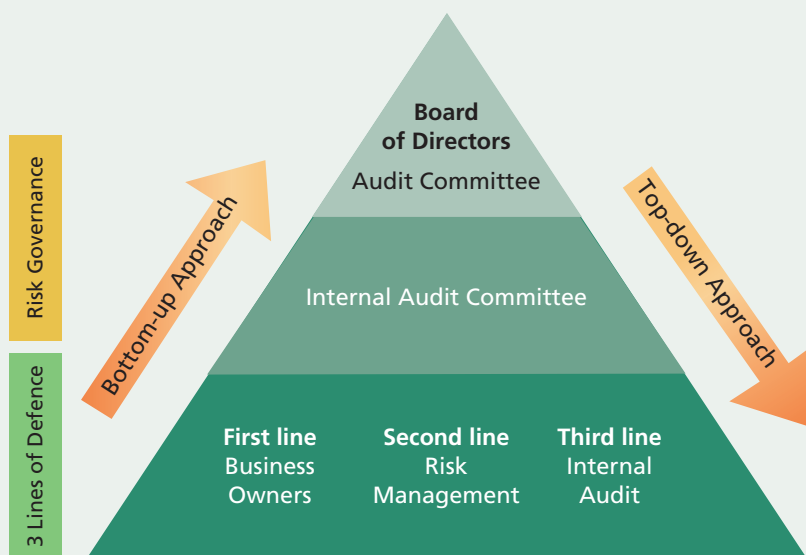 Board
of Directors
Audit Committee
Risk Governance
Bottom-up Approach
Top-down Approach
Internal Audit Committee
3 Lines of Defence
First line
Business
Owners
Second line
Risk
Management
Third line
Internal
Audit